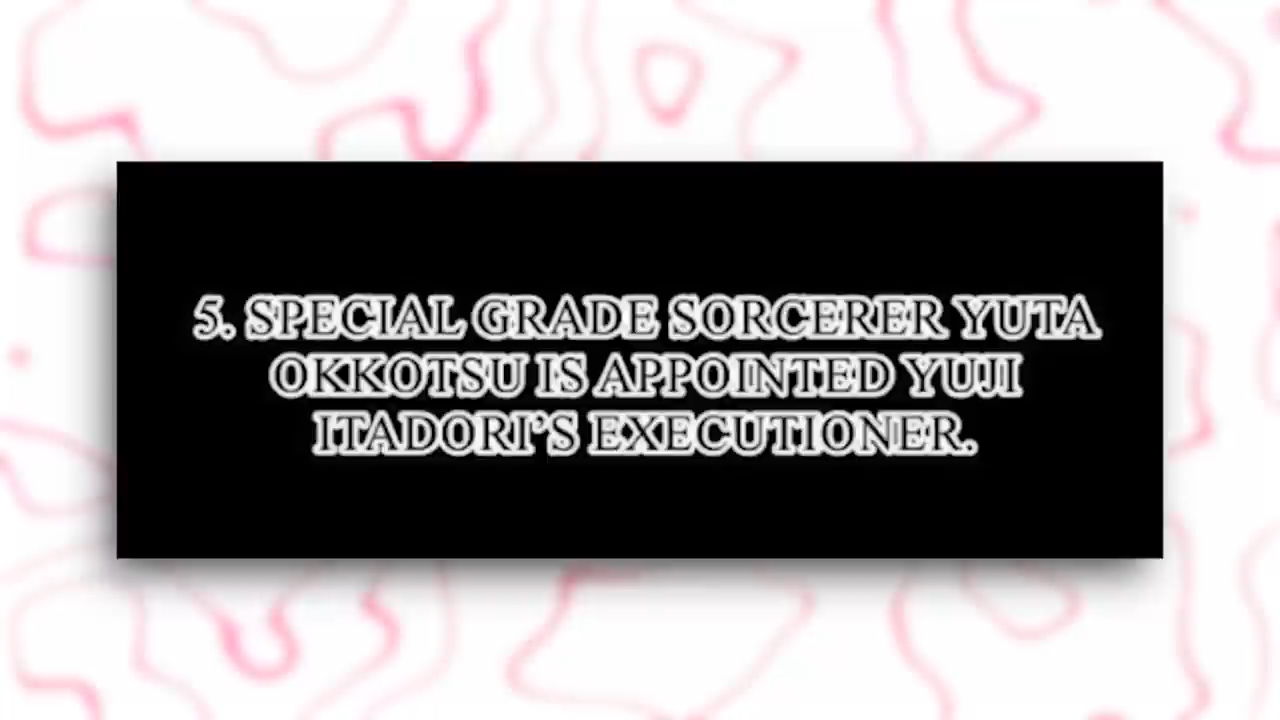 5. SPECIAL GRADE SORCERER YUTA
OKKOTSU IS APPOINTED YUJI
ITADORI'S EXECUTIONER.